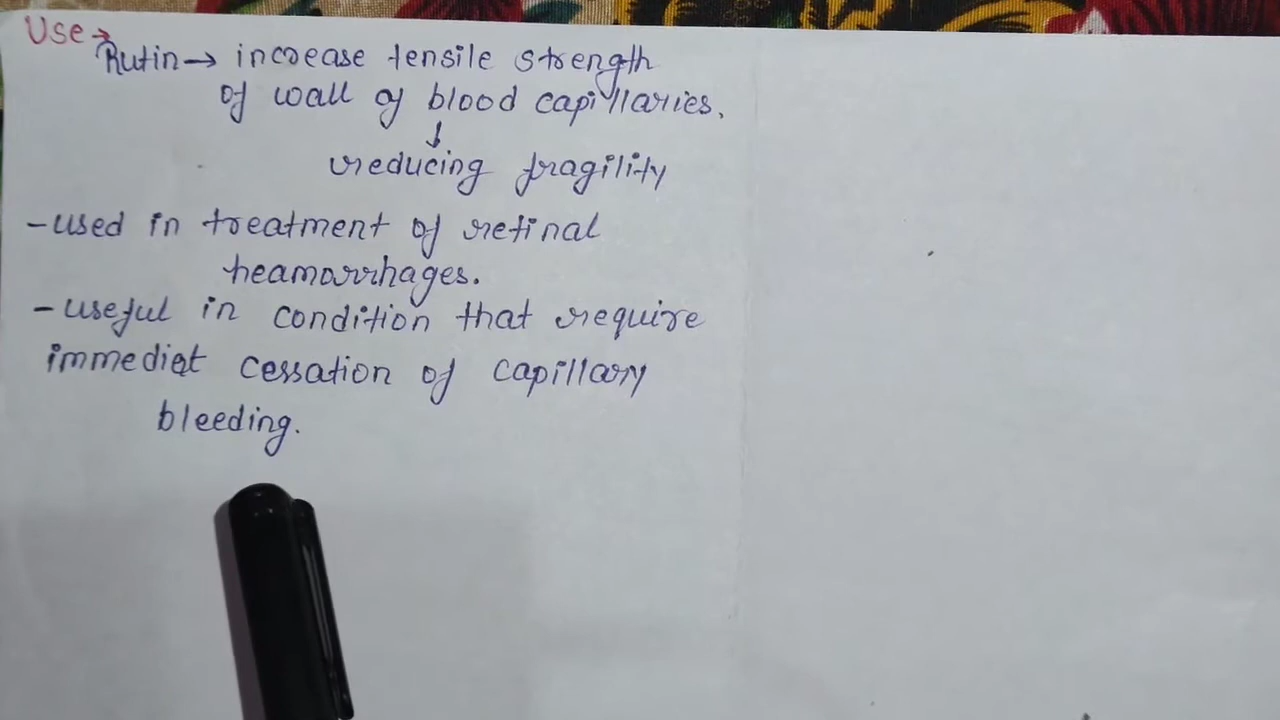 Use →
Rutin → increase tensile strength
of wall of blood capillaries.
↓
reducing fragility
- used in treatment of retinal
heamorrhages.
- useful in condition that require
immediat cessation of capillary
bleeding.